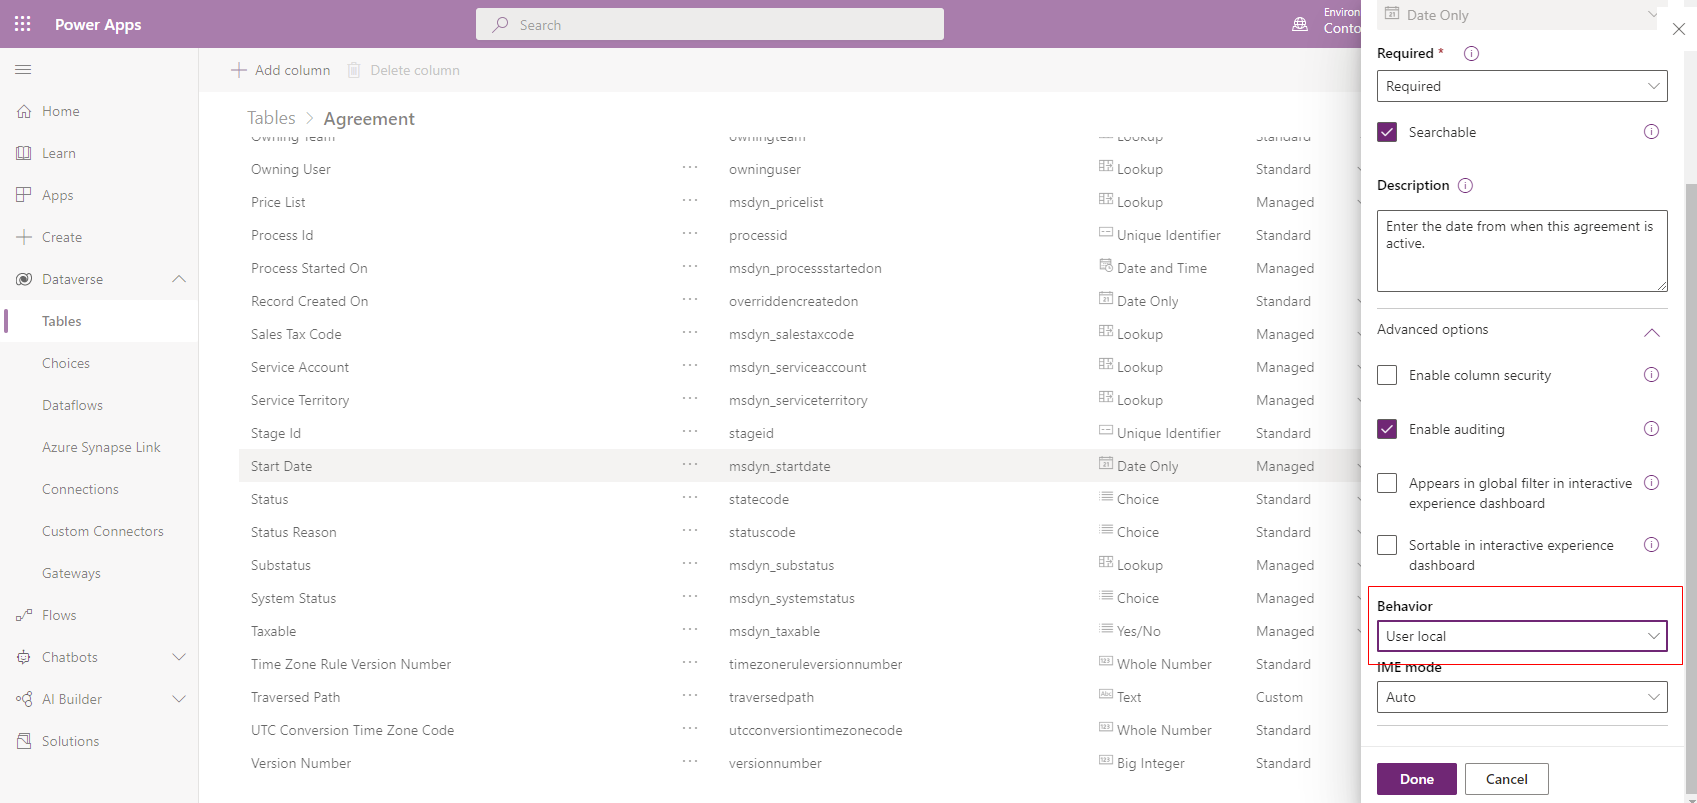 Power Apps
Search
Environ
Conto
Home
Learn
Apps
Create
Dataverse
Tables
Choices
Dataflows
Azure Synapse Link
Connections
Custom Connectors
Gateways
Flows
Chatbots
AI Builder
Solutions
Add column
Delete column
Tables > Agreement
Owning Team ... owningteam Lookup Standard
Owning User ... owninguser Lookup Standard
Price List ... msdyn_pricelist Lookup Managed
Process Id ... processid Unique Identifier Standard
Process Started On ... msdyn_processstartedon Date and Time Managed
Record Created On ... overriddencreatedon Date Only Standard
Sales Tax Code ... msdyn_salestaxcode Lookup Managed
Service Account ... msdyn_serviceaccount Lookup Managed
Service Territory ... msdyn_serviceterritory Lookup Managed
Stage Id ... stageid Unique Identifier Standard
Start Date ... msdyn_startdate Date Only Managed
Status ... statecode Choice Standard
Status Reason ... statuscode Choice Standard
Substatus ... msdyn_substatus Lookup Managed
System Status ... msdyn_systemstatus Choice Managed
Taxable ... msdyn_taxable Yes/No Managed
Time Zone Rule Version Number ... timezoneruleversionnumber Whole Number Standard
Traversed Path ... traversedpath Text Custom
UTC Conversion Time Zone Code ... utcconversiontimezonecode Whole Number Standard
Version Number ... versionnumber Big Integer Standard
Date Only
Required *
Required
Searchable
Description
Enter the date from when this agreement is
active.
Advanced options
Enable column security
Enable auditing
Appears in global filter in interactive
experience dashboard
Sortable in interactive experience
dashboard
Behavior
User local
IME mode
Auto
Done
Cancel